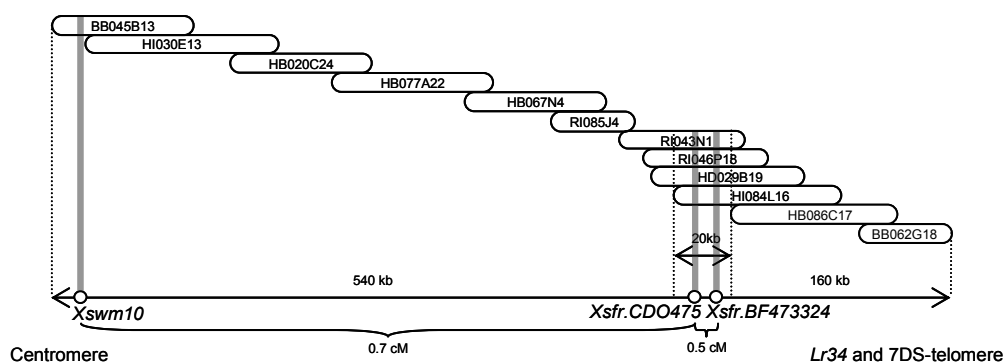 BB045B13
HI030E13
HB020C24
HB077A22
HB067N4
RI085J4
RI043N1
RI046P18
HD029B19
HI084L16
HB086C17
BB062G18
20kb
540 kb
160 kb
Xswm10
Xsfr.CDO475 Xsfr.BF473324
0.7 cM
0.5 cM
Centromere
Lr34 and 7DS-telomere